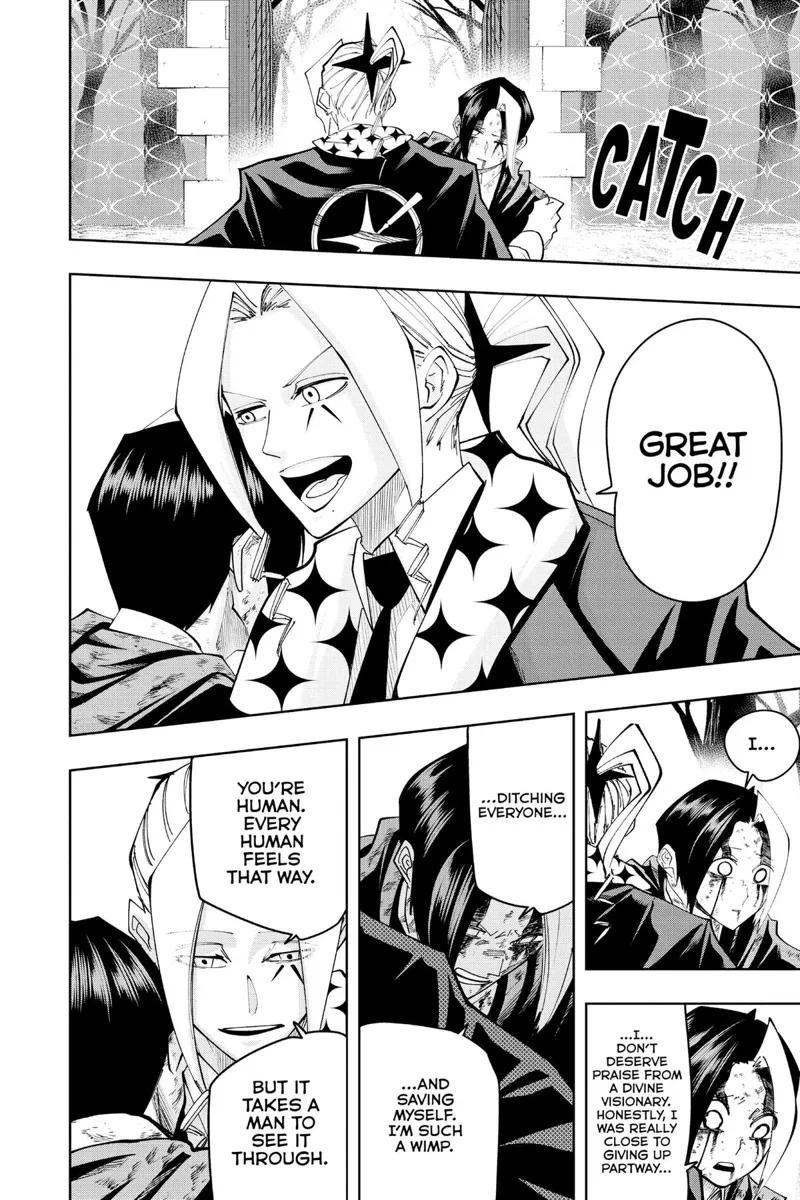 CATCH
GREAT
JOB!!
I...
...I...
DON'T
DESERVE
PRAISE FROM
A DIVINE
VISIONARY.
HONESTLY, I
WAS REALLY
CLOSE TO
GIVING UP
PARTWAY...
...DITCHING
EVERYONE...
...AND
SAVING
MYSELF.
I'M SUCH
A WIMP.
YOU'RE
HUMAN.
EVERY
HUMAN
FEELS
THAT WAY.
BUT IT
TAKES A
MAN TO
SEE IT
THROUGH.